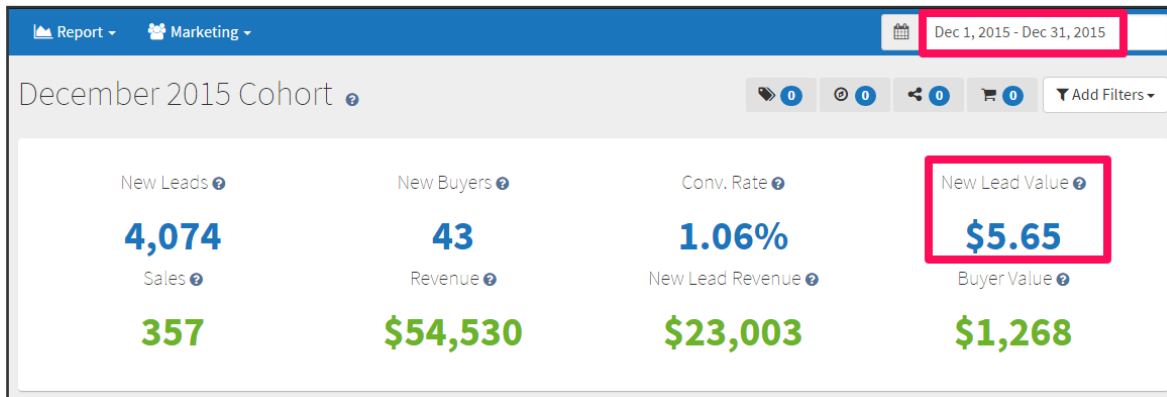 Report Marketing Dec 1, 2015 - Dec 31, 2015
December 2015 Cohort 0 0 0 0 Add Filters
New Leads New Buyers Conv. Rate New Lead Value
4,074 43 1.06% $5.65
Sales Revenue New Lead Revenue Buyer Value
357 $54,530 $23,003 $1,268